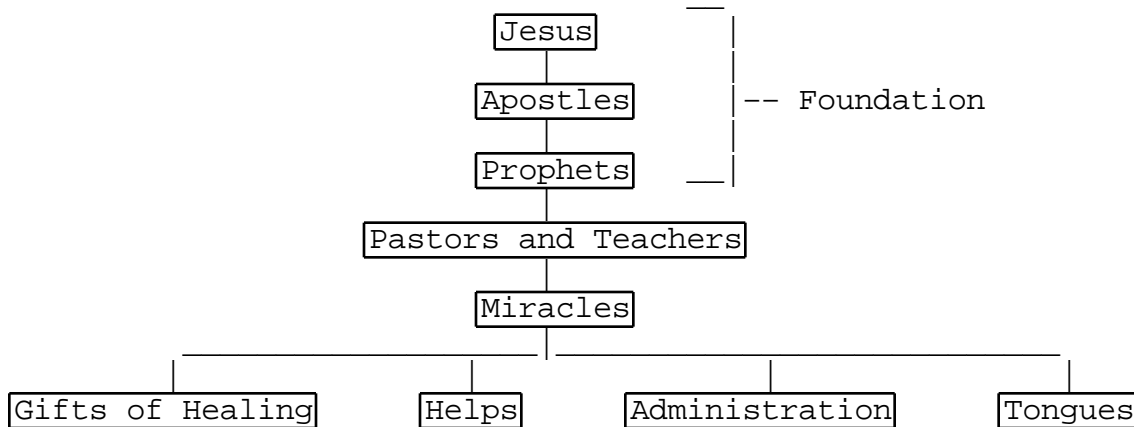 Jesus
Apostles -- Foundation
Prophets
Pastors and Teachers
Miracles
Gifts of Healing Helps Administration Tongues